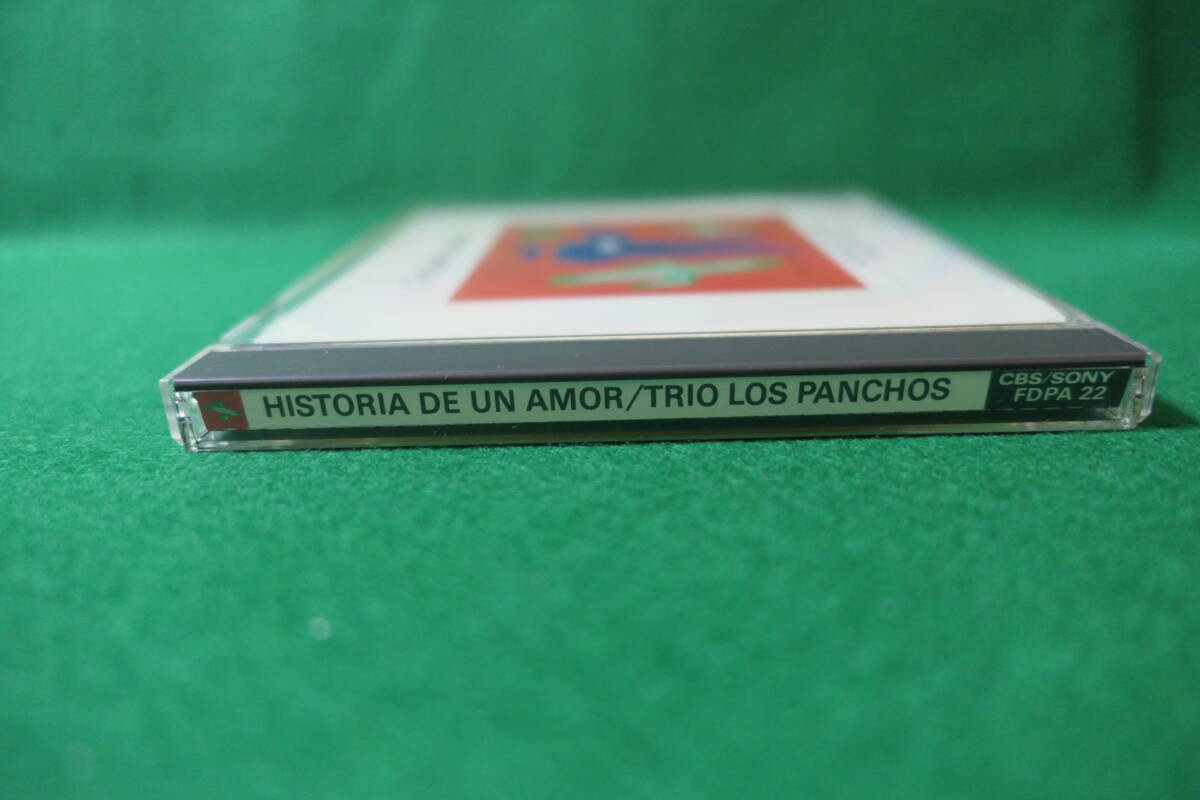 HISTORIA DE UN AMOR/TRIO LOS PANCHOS
CBS/SONY
FDPA 22